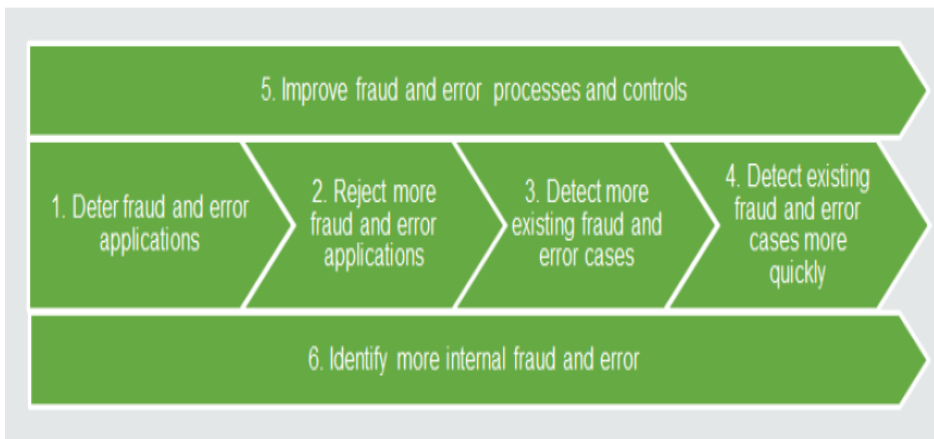 5. Improve fraud and error processes and controls
1. Deter fraud and error
applications
2. Reject more
fraud and error
applications
3. Detect more
existing fraud and
error cases
4. Detect existing
fraud and error
cases more
quickly
6. Identify more internal fraud and error